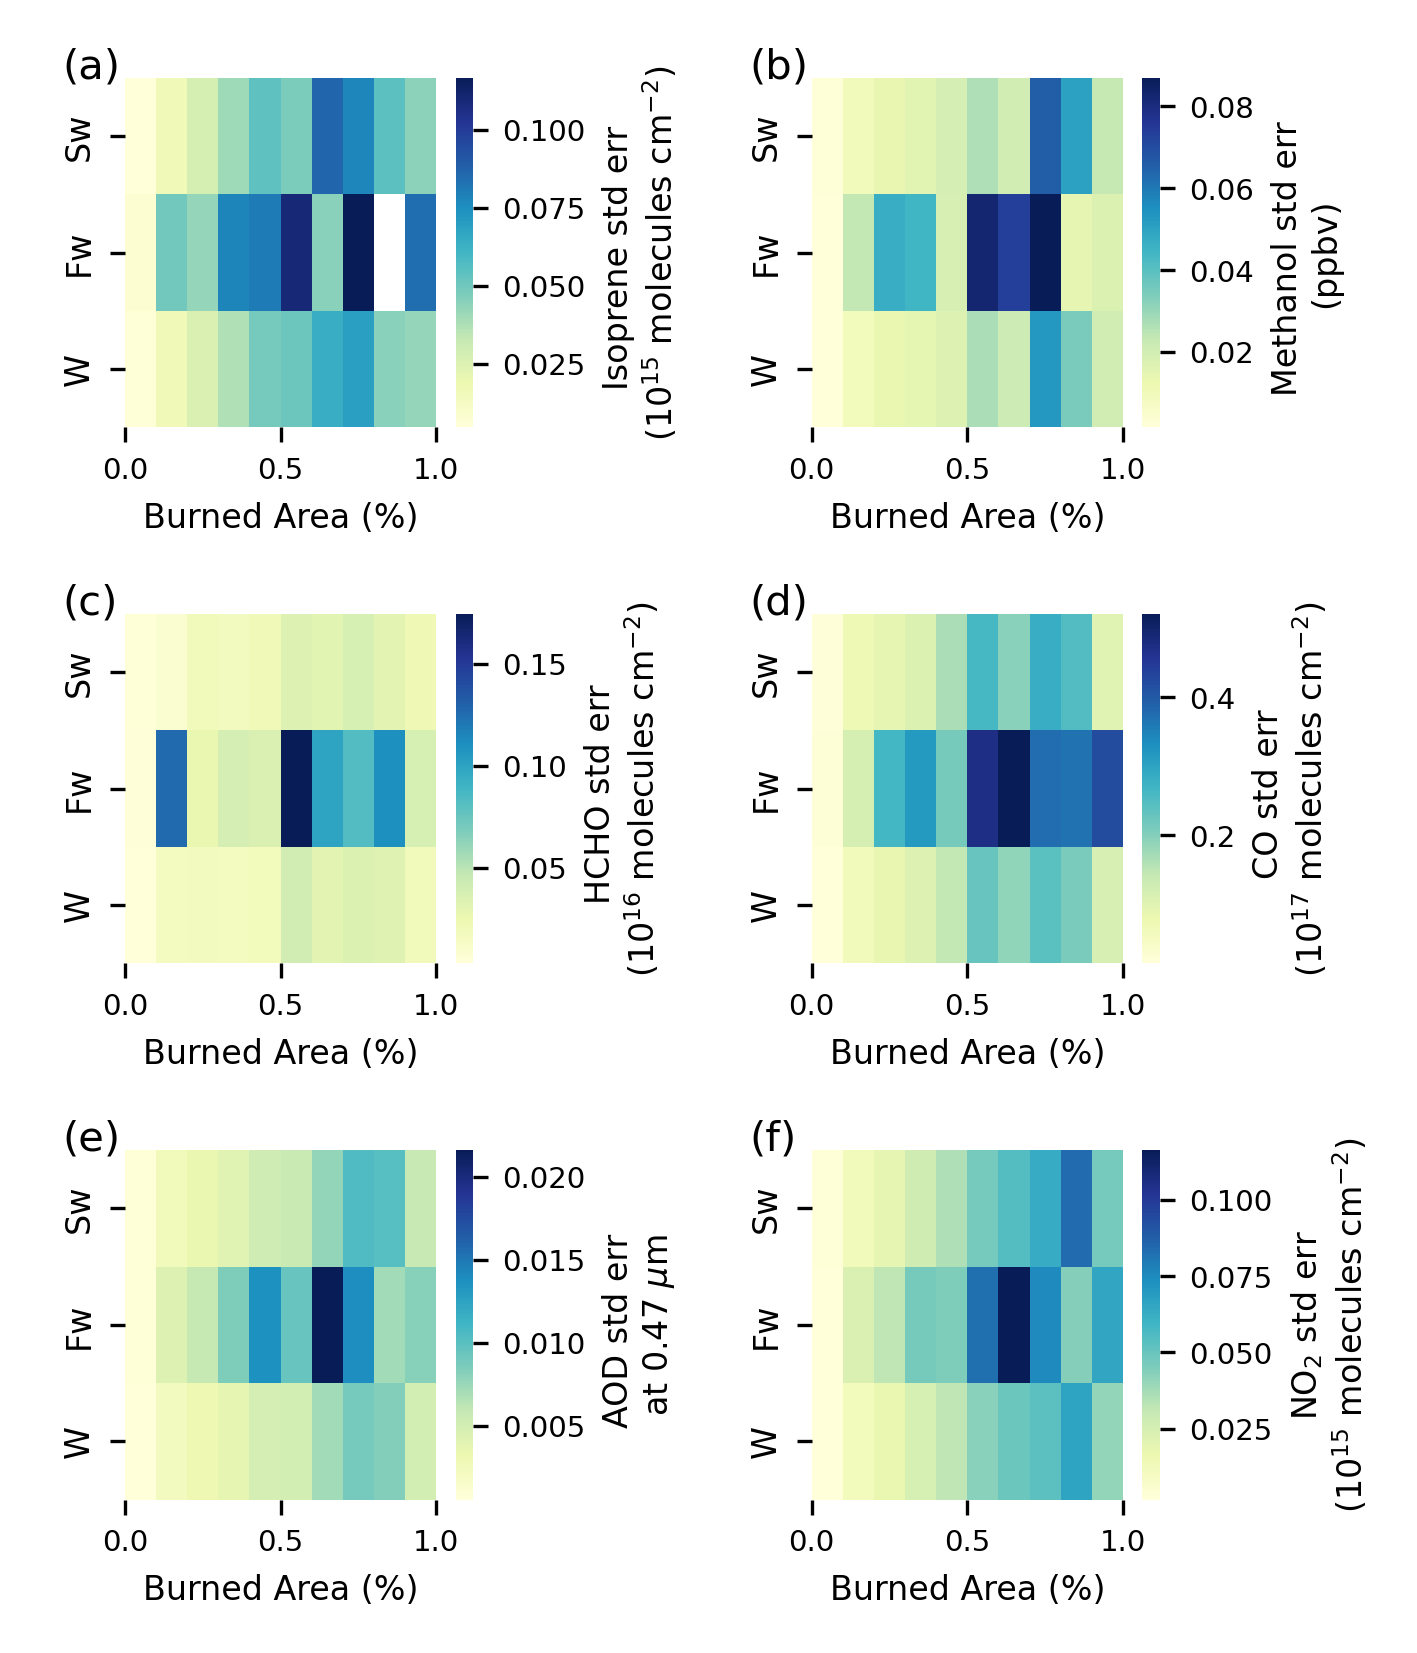 (a)
Sw
Fw
W
0.0 0.5 1.0
Burned Area (%)
0.100
0.075
0.050
0.025
Isoprene std err
(10¹⁵ molecules cm⁻²)
(b)
Sw
Fw
W
0.0 0.5 1.0
Burned Area (%)
0.08
0.06
0.04
0.02
Methanol std err
(ppbv)
(c)
Sw
Fw
W
0.0 0.5 1.0
Burned Area (%)
0.15
0.10
0.05
HCHO std err
(10¹⁶ molecules cm⁻²)
(d)
Sw
Fw
W
0.0 0.5 1.0
Burned Area (%)
0.4
0.2
CO std err
(10¹⁷ molecules cm⁻²)
(e)
Sw
Fw
W
0.0 0.5 1.0
Burned Area (%)
0.020
0.015
0.010
0.005
AOD std err
at 0.47 μm
(f)
Sw
Fw
W
0.0 0.5 1.0
Burned Area (%)
0.100
0.075
0.050
0.025
NO₂ std err
(10¹⁵ molecules cm⁻²)